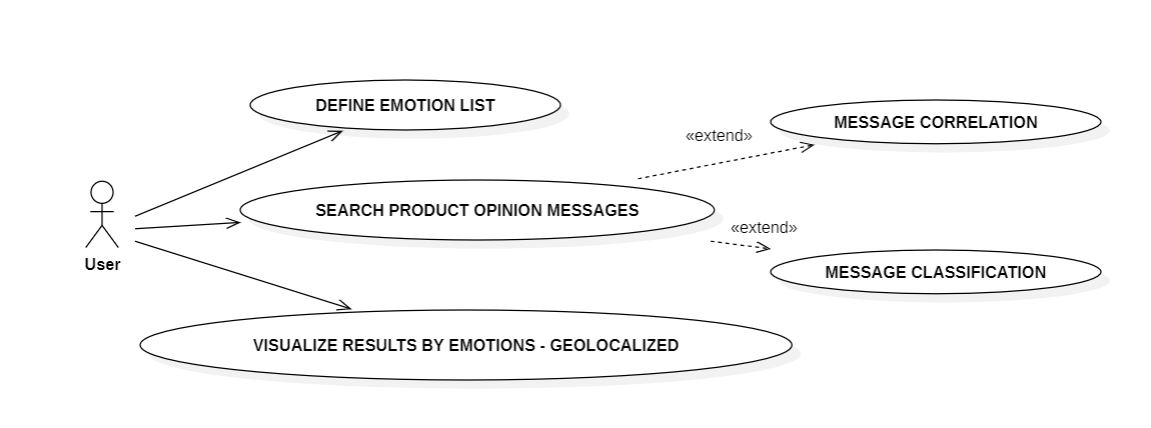 DEFINE EMOTION LIST
MESSAGE CORRELATION
«extend»
SEARCH PRODUCT OPINION MESSAGES
«extend»
User
MESSAGE CLASSIFICATION
VISUALIZE RESULTS BY EMOTIONS - GEOLOCALIZED